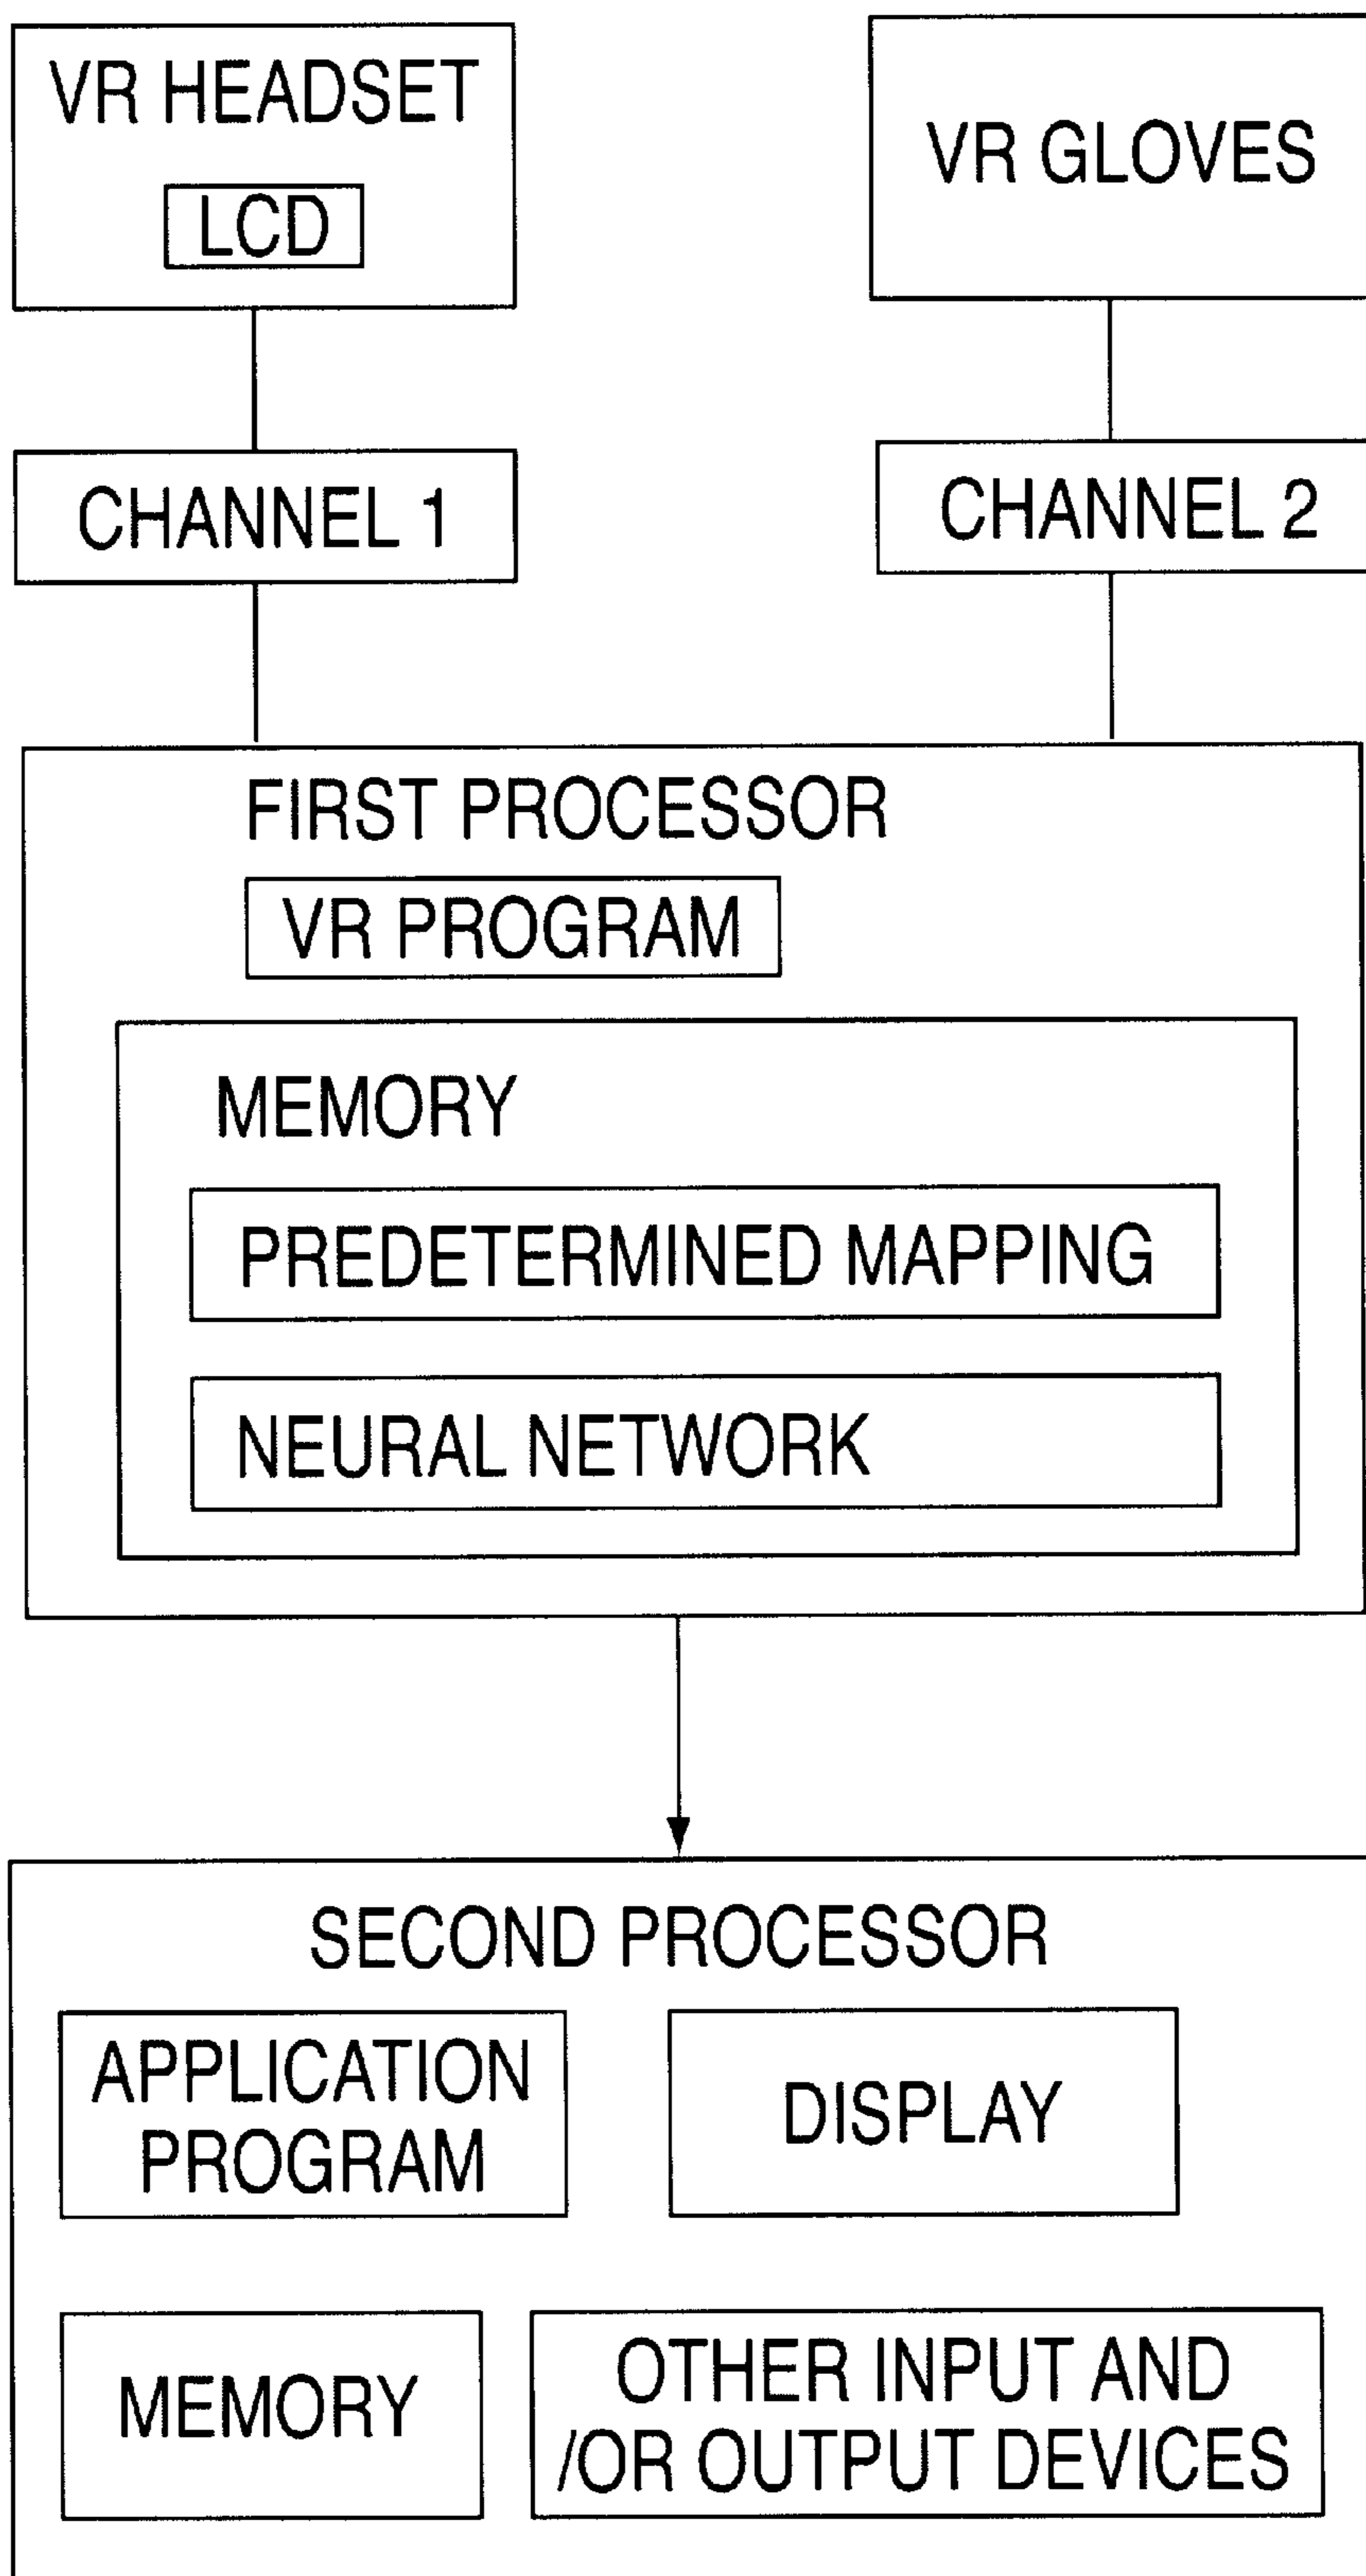 VR HEADSET
LCD
VR GLOVES
CHANNEL 1
CHANNEL 2
FIRST PROCESSOR
VR PROGRAM
MEMORY
PREDETERMINED MAPPING
NEURAL NETWORK
SECOND PROCESSOR
APPLICATION
PROGRAM
DISPLAY
MEMORY
OTHER INPUT AND
/OR OUTPUT DEVICES